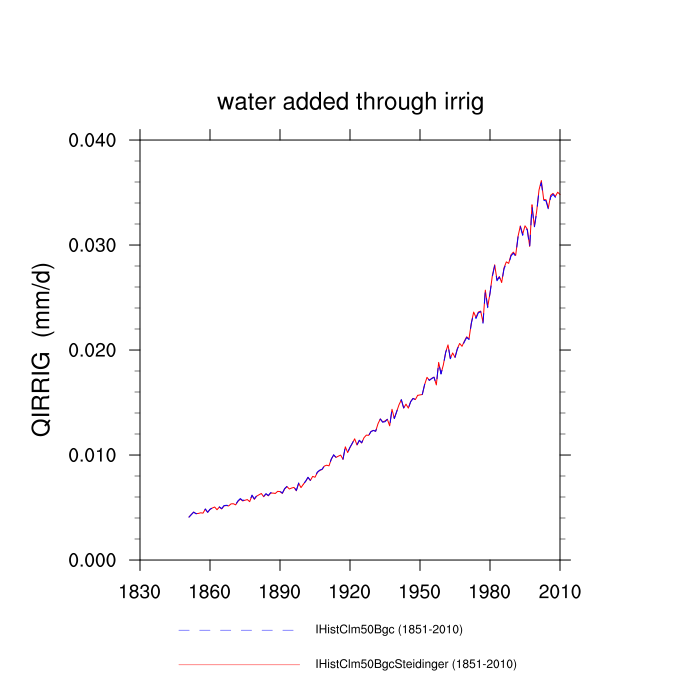 water added through irrig
QIRRIG (mm/d)
0.040
0.030
0.020
0.010
0.000
1830 1860 1890 1920 1950 1980 2010
IHistClm50Bgc (1851-2010)
IHistClm50BgcSteidinger (1851-2010)